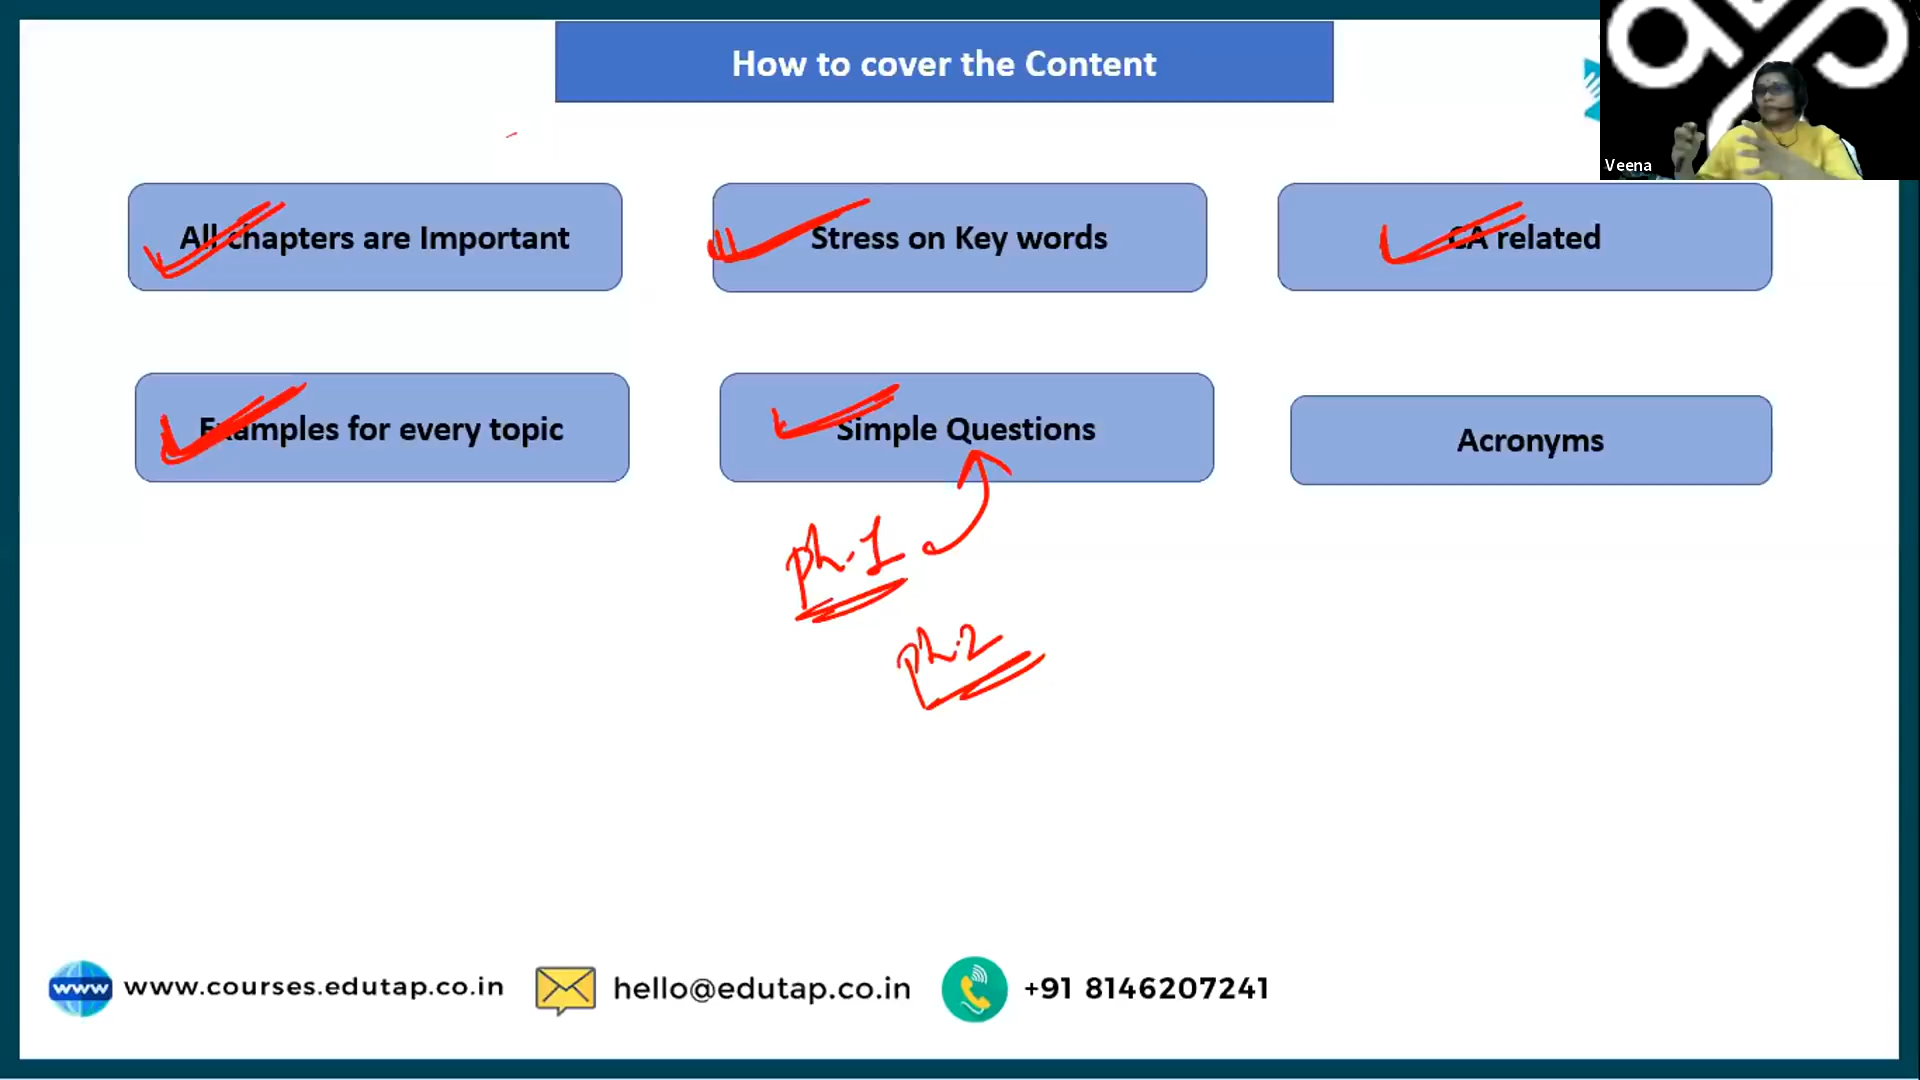 How to cover the Content
Veena
All chapters are Important
Stress on Key words
CA related
Examples for every topic
Simple Questions
Acronyms
ph.1
ph.2
www
www.courses.edutap.co.in
hello@edutap.co.in
+91 8146207241